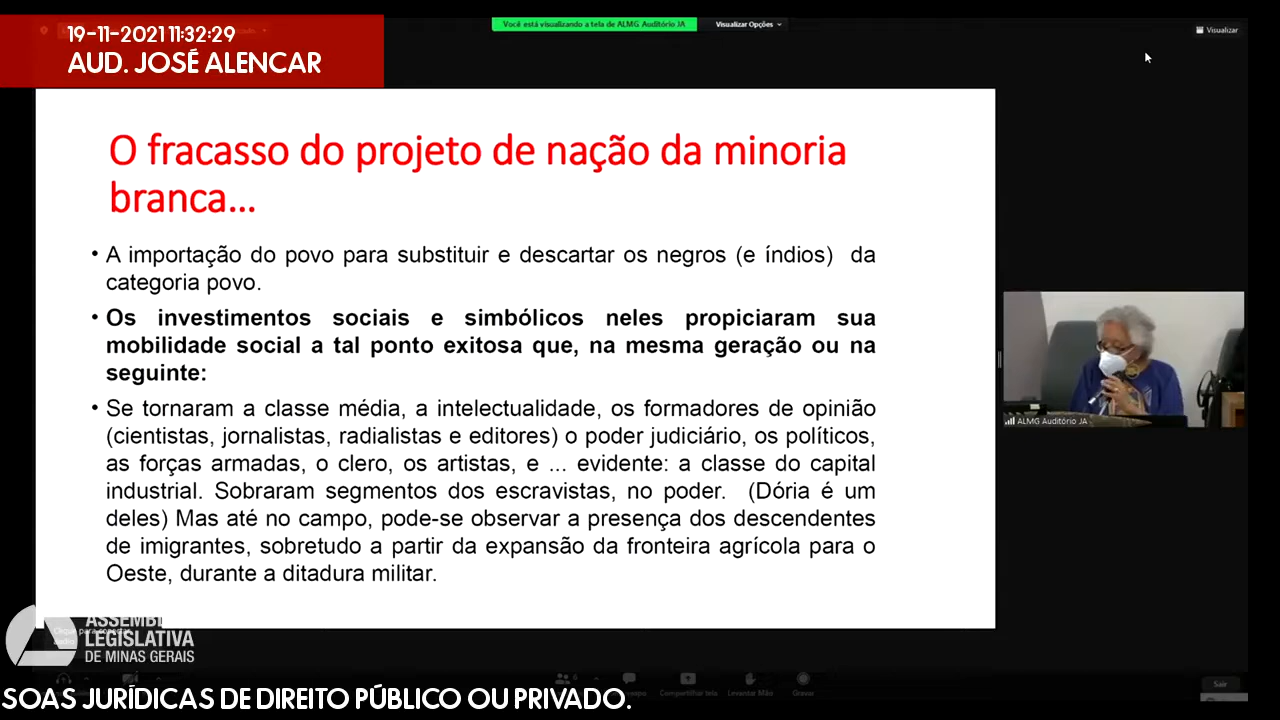 19-11-2021 11:32:29
AUD. JOSÉ ALENCAR
Você está visualizando a tela de ALMG Auditório JA
Visualizar Opções
Visualizar
O fracasso do projeto de nação da minoria
branca...
• A importação do povo para substituir e descartar os negros (e índios) da
categoria povo.
• Os investimentos sociais e simbólicos neles propiciaram sua
mobilidade social a tal ponto exitosa que, na mesma geração ou na
seguinte:
• Se tornaram a classe média, a intelectualidade, os formadores de opinião
(cientistas, jornalistas, radialistas e editores) o poder judiciário, os políticos,
as forças armadas, o clero, os artistas, e ... evidente: a classe do capital
industrial. Sobraram segmentos dos escravistas, no poder. (Dória é um
deles) Mas até no campo, pode-se observar a presença dos descendentes
de imigrantes, sobretudo a partir da expansão da fronteira agrícola para o
Oeste, durante a ditadura militar.
ALMG Auditório JA
ASSEMBL
LEGISLATIVA
DE MINAS GERAIS
Compartilhar tela
Levantar Mão
Gravar
Sair
SOAS JURÍDICAS DE DIREITO PÚBLICO OU PRIVADO.